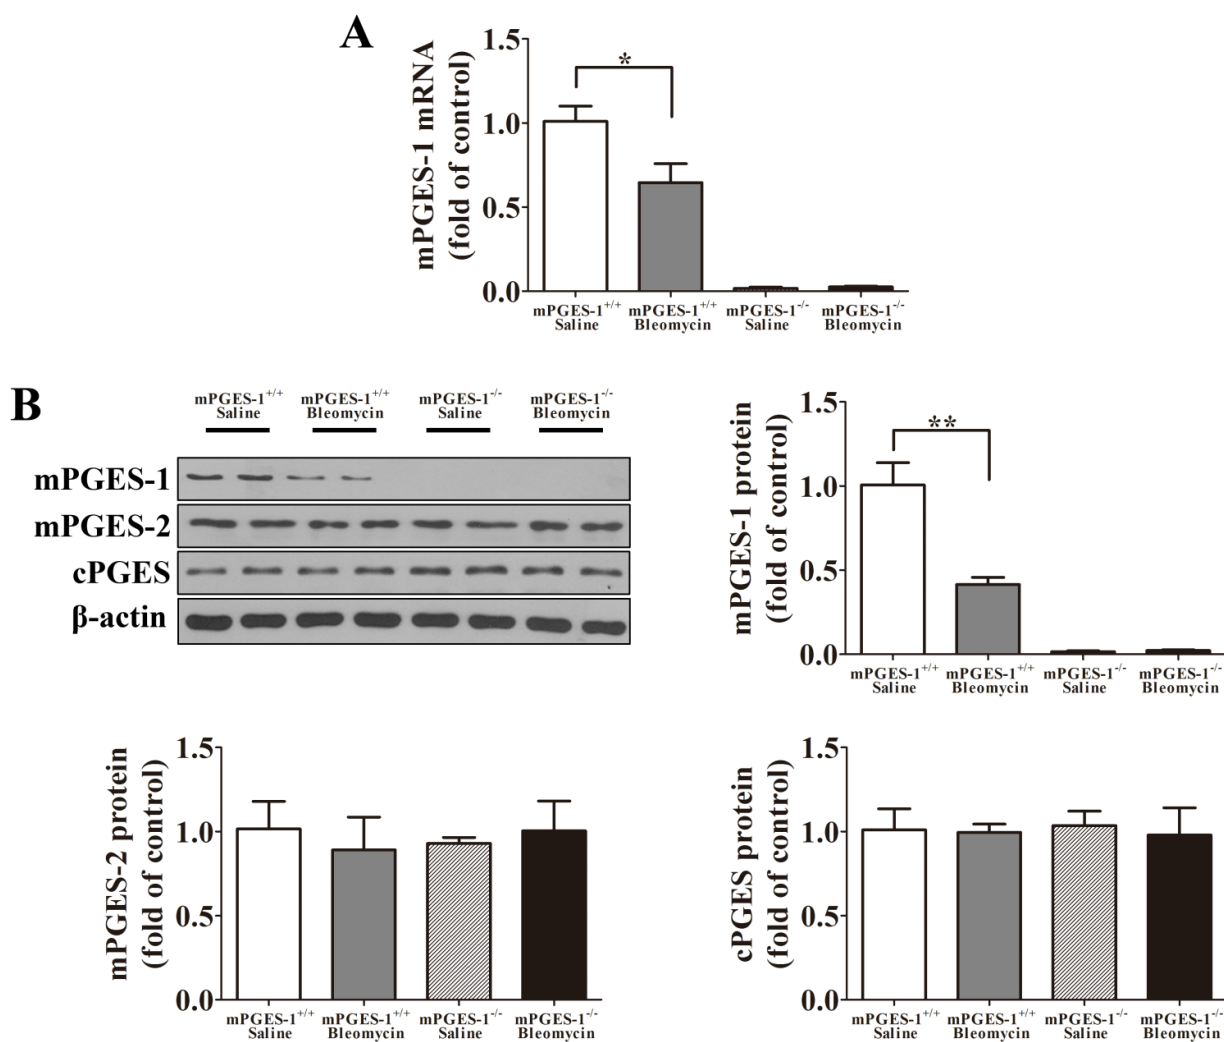 A
mPGES-1 mRNA
(fold of control)
1.5
1.0
0.5
0.0
*
mPGES-1+/+ mPGES-1+/+ mPGES-1-/- mPGES-1-/-
Saline Bleomycin Saline Bleomycin
B
mPGES-1+/+ mPGES-1+/+ mPGES-1-/- mPGES-1-/-
Saline Bleomycin Saline Bleomycin
mPGES-1
mPGES-2
cPGES
β-actin
mPGES-1 protein
(fold of control)
1.5
1.0
0.5
0.0
**
mPGES-1+/+ mPGES-1+/+ mPGES-1-/- mPGES-1-/-
Saline Bleomycin Saline Bleomycin
mPGES-2 protein
(fold of control)
1.5
1.0
0.5
0.0
mPGES-1+/+ mPGES-1+/+ mPGES-1-/- mPGES-1-/-
Saline Bleomycin Saline Bleomycin
cPGES protein
(fold of control)
1.5
1.0
0.5
0.0
mPGES-1+/+ mPGES-1+/+ mPGES-1-/- mPGES-1-/-
Saline Bleomycin Saline Bleomycin